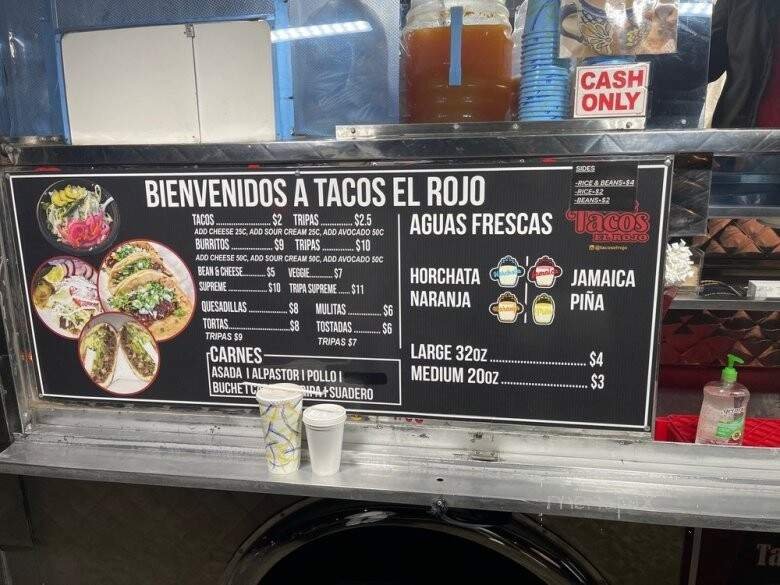 CASH
ONLY
SIDES
-RICE & BEANS-$4
-RICE-$2
-BEANS-$2
BIENVENIDOS A TACOS EL ROJO
TACOS $2 TRIPAS $2.5
ADD CHEESE 25C, ADD SOUR CREAM 25C, ADD AVOCADO 50C
BURRITOS $9 TRIPAS $10
ADD CHEESE 50C, ADD SOUR CREAM 50C, ADD AVOCADO 50C
BEAN & CHEESE $5 VEGGIE $7
SUPREME $10 TRIPA SUPREME $11
QUESADILLAS $8 MULITAS $6
TORTAS $8 TOSTADAS $6
TRIPAS $9 TRIPAS $7
CARNES
ASADA | ALPASTOR | POLLO |
BUCHE | SUADERO
AGUAS FRESCAS
Tacos
EL ROJO
@tacoselrojo
HORCHATA JAMAICA
NARANJA PIÑA
LARGE 32OZ $4
MEDIUM 20OZ $3